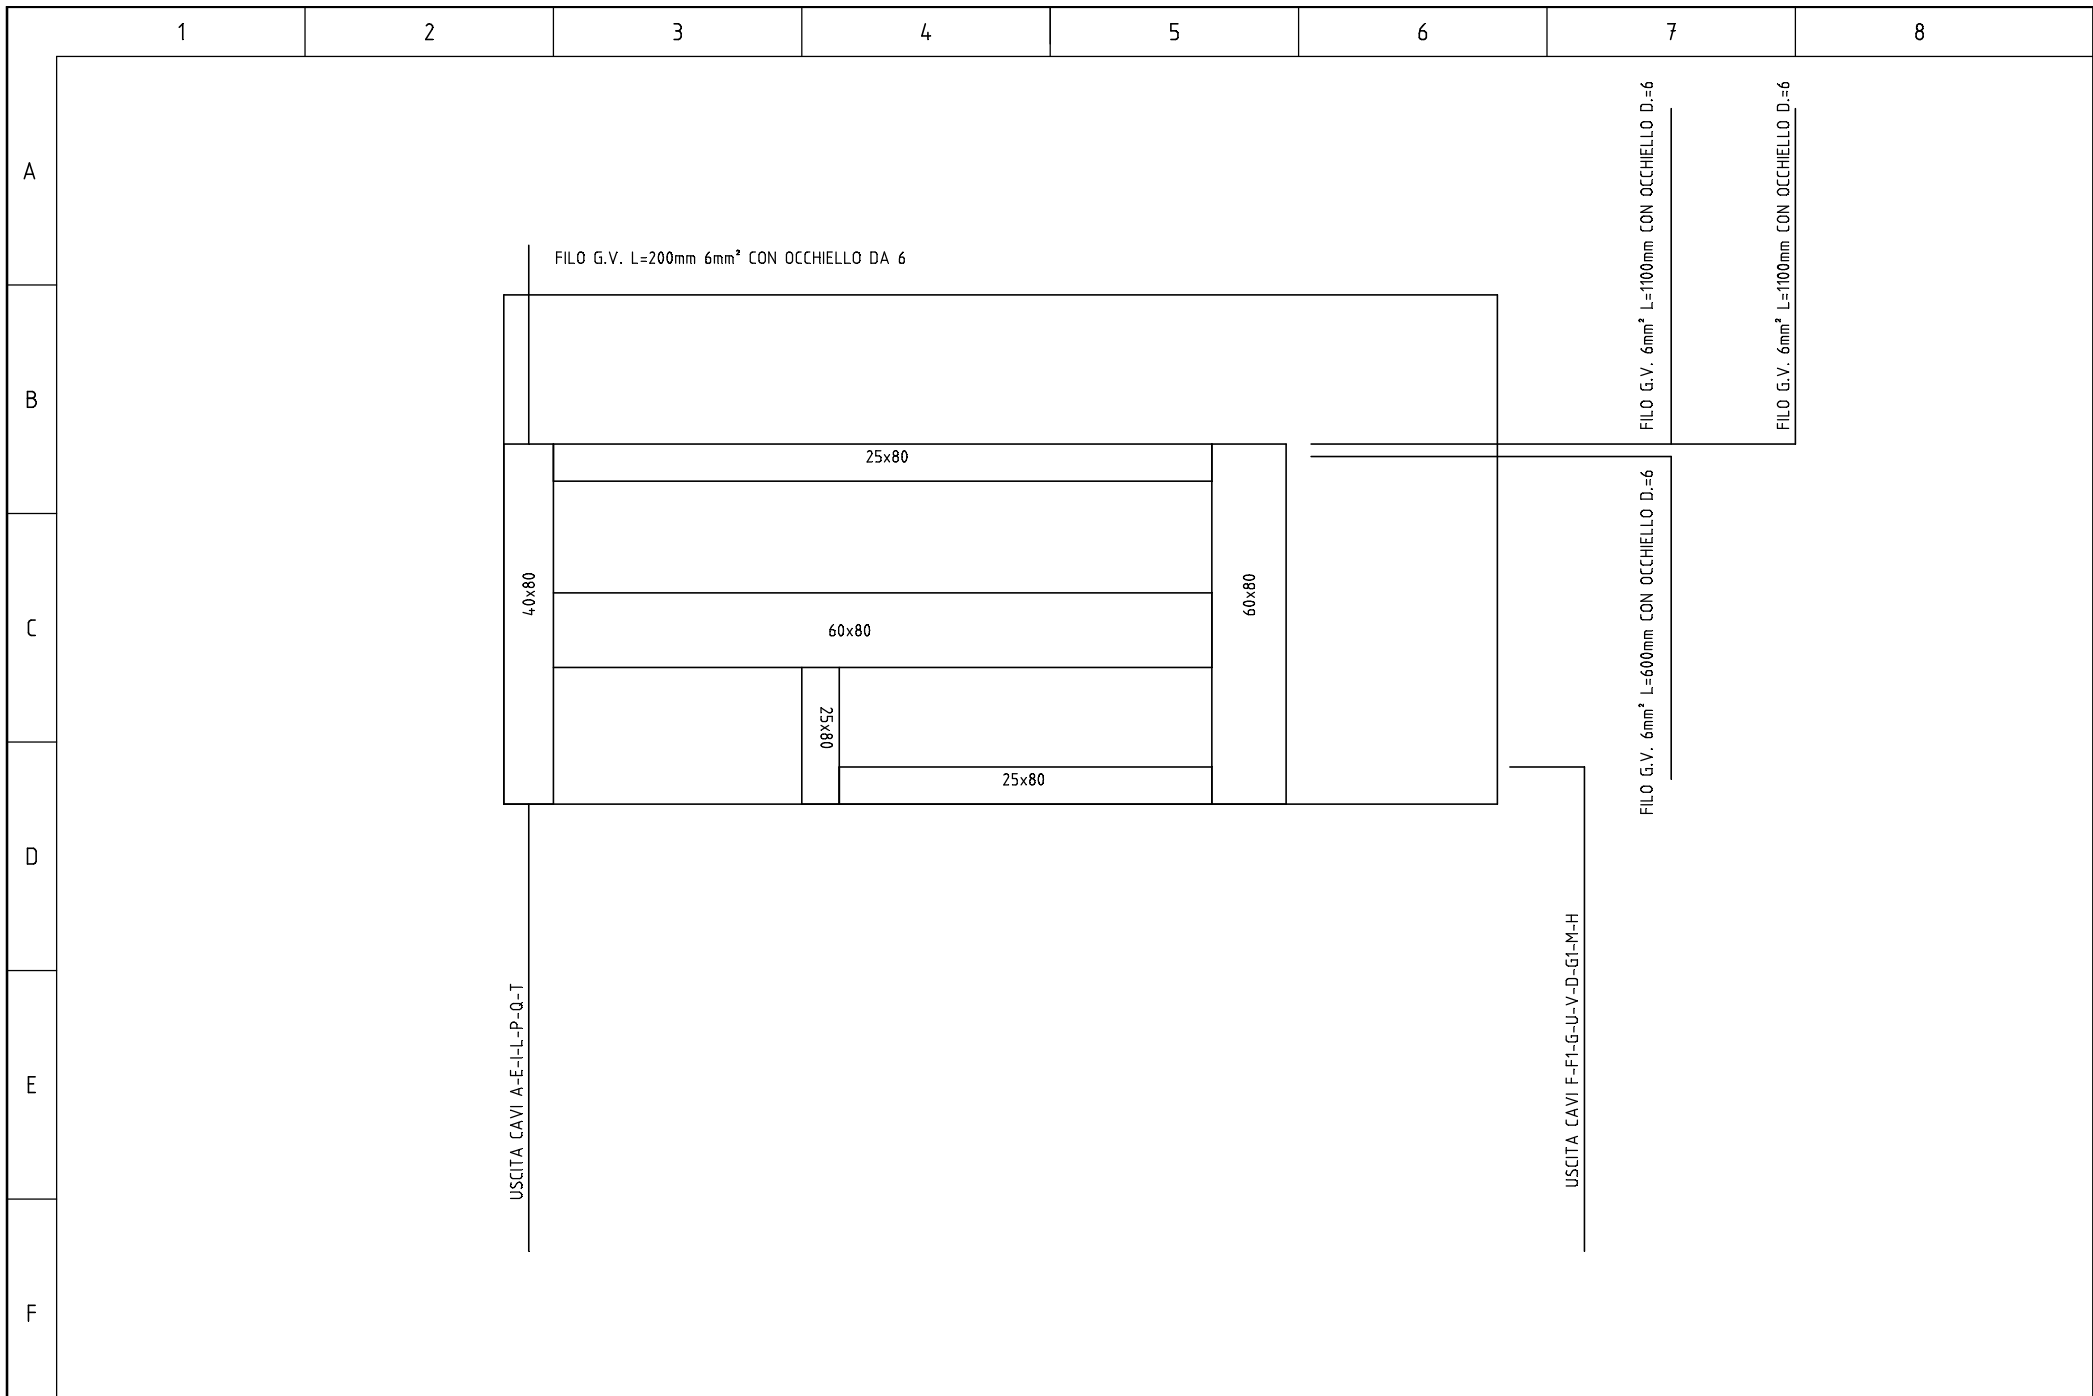 1 2 3 4 5 6 7 8
A
B
C
D
E
F
FILO G.V. 6mm² L=1100mm CON OCCHIELLO D.=6
FILO G.V. 6mm² L=1100mm CON OCCHIELLO D.=6
FILO G.V. L=200mm 6mm² CON OCCHIELLO DA 6
25x80
FILO G.V. 6mm² L=600mm CON OCCHIELLO D.=6
40x80
60x80
60x80
25x80
25x80
USCITA CAVI A-E-I-L-P-Q-T
USCITA CAVI F-F1-G-U-V-D-G1-M-H